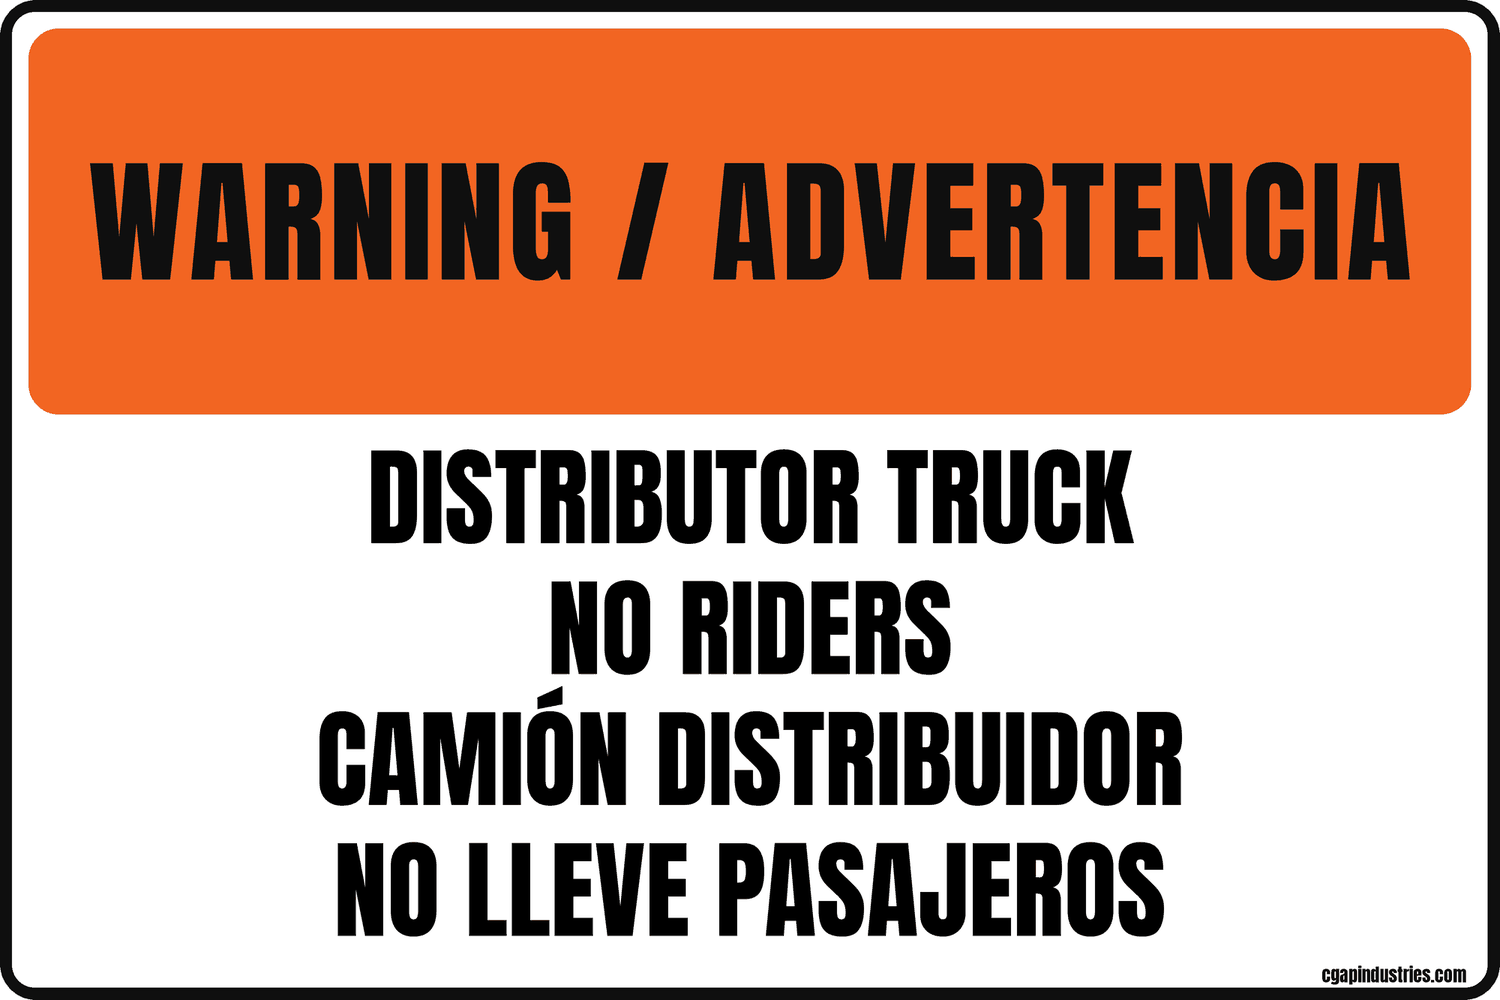 WARNING / ADVERTENCIA
DISTRIBUTOR TRUCK
NO RIDERS
CAMIÓN DISTRIBUIDOR
NO LLEVE PASAJEROS
cgapindustries.com